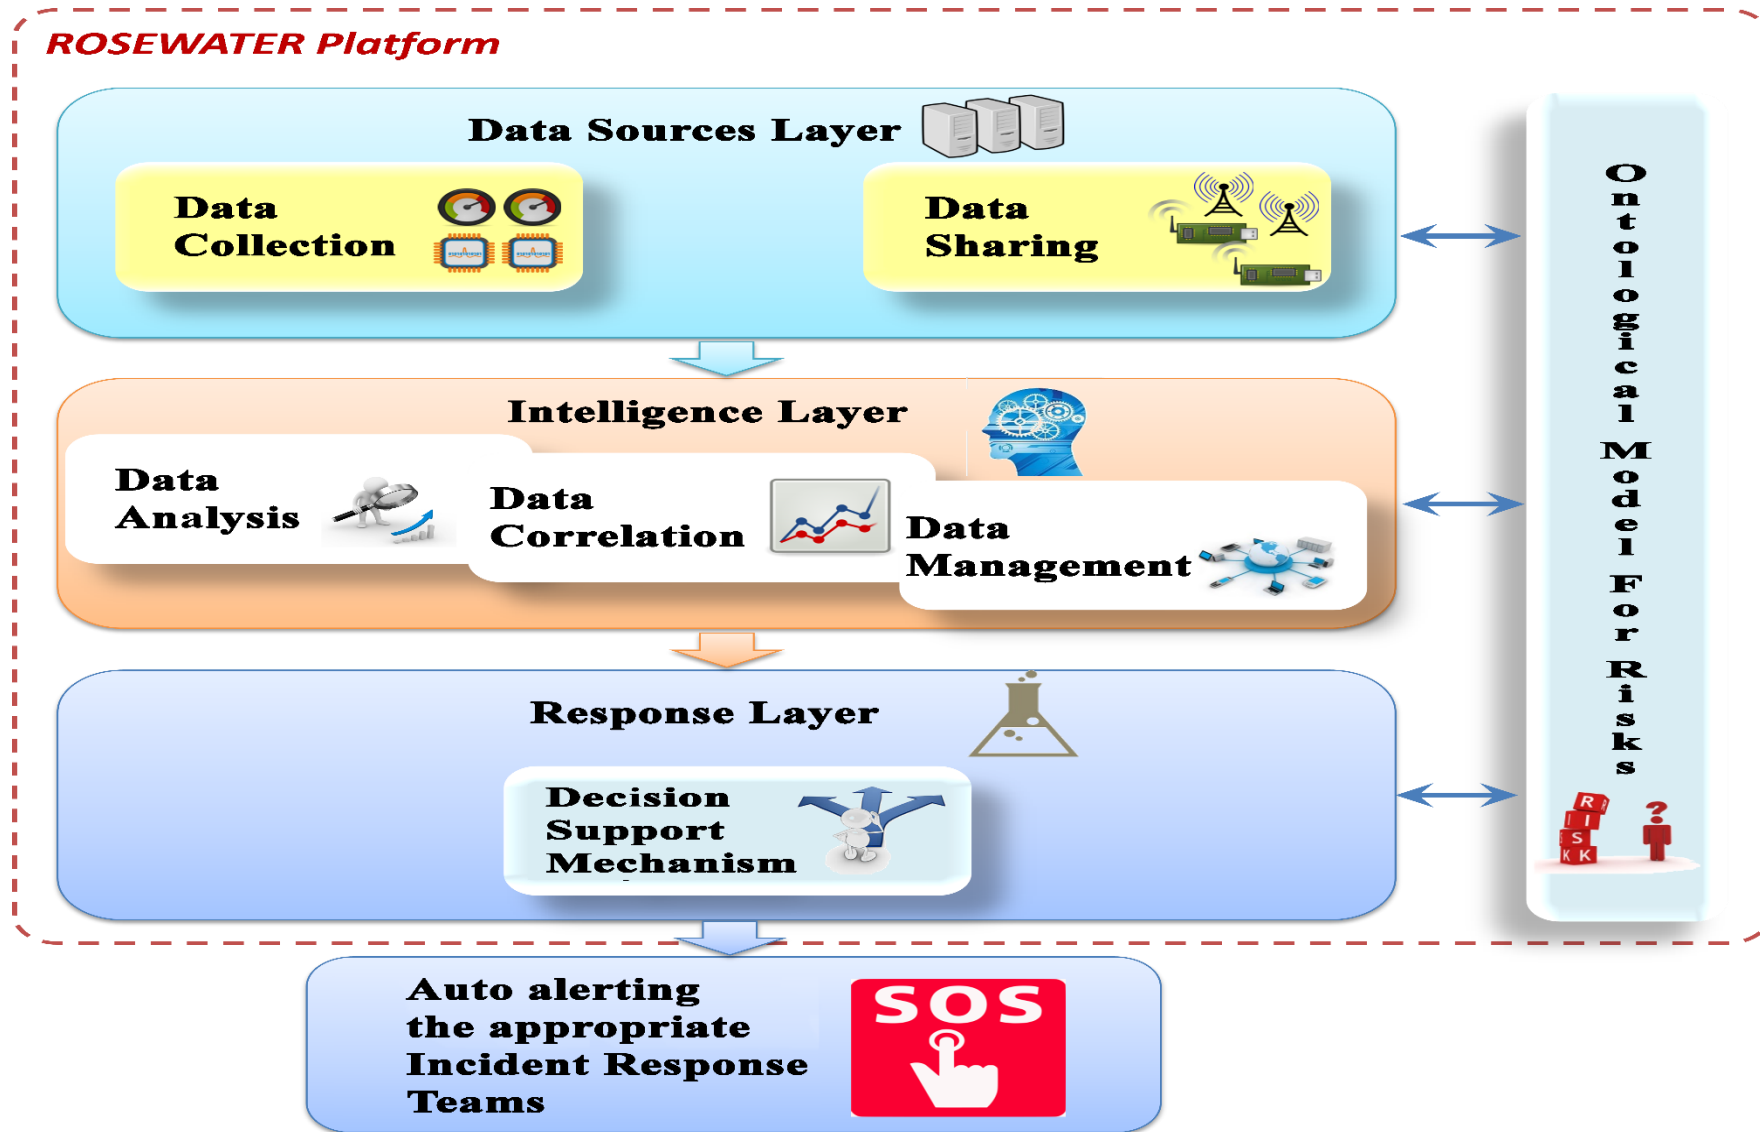 ROSEWATER Platform
Data Sources Layer
Data
Collection
Data
Sharing
Intelligence Layer
Data
Analysis
Data
Correlation
Data
Management
Response Layer
Decision
Support
Mechanism
Auto alerting
the appropriate
Incident Response
Teams
SOS
Ontological Model For Risks
R
I
S
K K
?